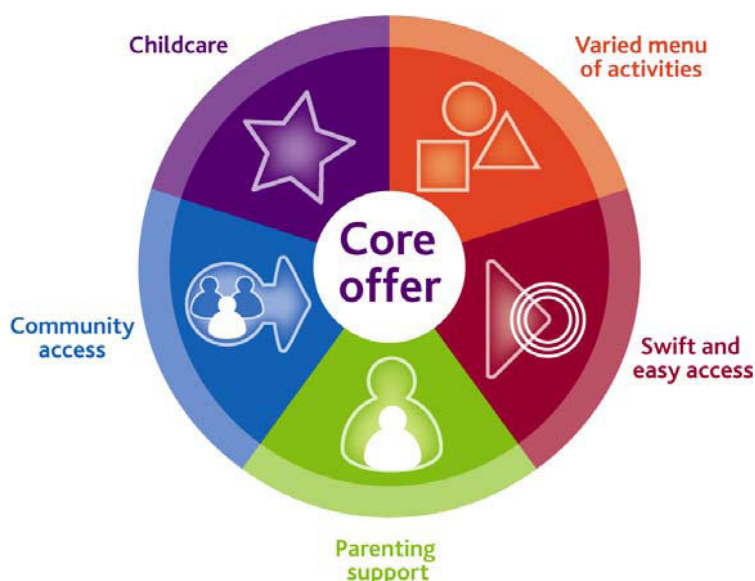 Childcare
Varied menu
of activities
Core
offer
Community
access
Swift and
easy access
Parenting
support